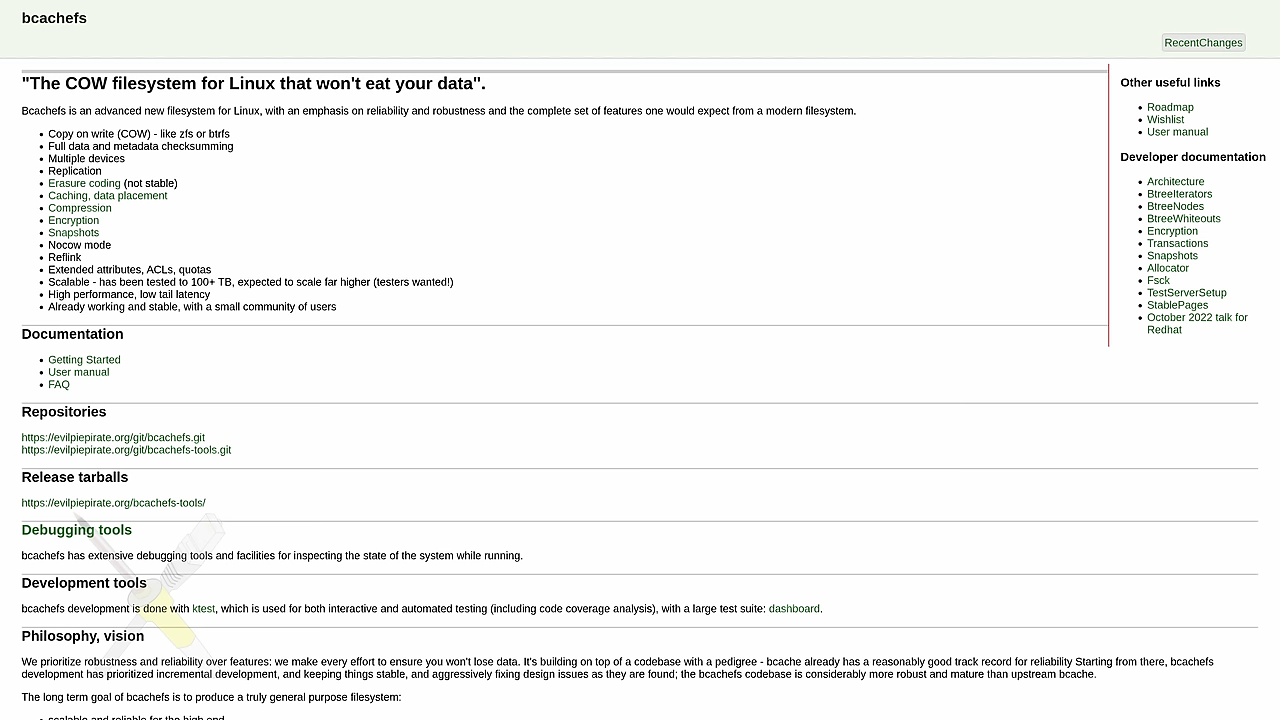 bcachefs
RecentChanges
"The COW filesystem for Linux that won't eat your data".
Bcachefs is an advanced new filesystem for Linux, with an emphasis on reliability and robustness and the complete set of features one would expect from a modern filesystem.
Copy on write (COW) - like zfs or btrfs
Full data and metadata checksumming
Multiple devices
Replication
Erasure coding (not stable)
Caching, data placement
Compression
Encryption
Snapshots
Nocow mode
Reflink
Extended attributes, ACLs, quotas
Scalable - has been tested to 100+ TB, expected to scale far higher (testers wanted!)
High performance, low tail latency
Already working and stable, with a small community of users
Other useful links
Roadmap
Wishlist
User manual
Developer documentation
Architecture
BtreeIterators
BtreeNodes
BtreeWhiteouts
Encryption
Transactions
Snapshots
Allocator
Fsck
TestServerSetup
StablePages
October 2022 talk for
Redhat
Documentation
Getting Started
User manual
FAQ
Repositories
https://evilpiepirate.org/git/bcachefs.git
https://evilpiepirate.org/git/bcachefs-tools.git
Release tarballs
https://evilpiepirate.org/bcachefs-tools/
Debugging tools
bcachefs has extensive debugging tools and facilities for inspecting the state of the system while running.
Development tools
bcachefs development is done with ktest, which is used for both interactive and automated testing (including code coverage analysis), with a large test suite: dashboard.
Philosophy, vision
We prioritize robustness and reliability over features: we make every effort to ensure you won't lose data. It's building on top of a codebase with a pedigree - bcache already has a reasonably good track record for reliability Starting from there, bcachefs
development has prioritized incremental development, and keeping things stable, and aggressively fixing design issues as they are found; the bcachefs codebase is considerably more robust and mature than upstream bcache.
The long term goal of bcachefs is to produce a truly general purpose filesystem:
scalable and reliable for the high end